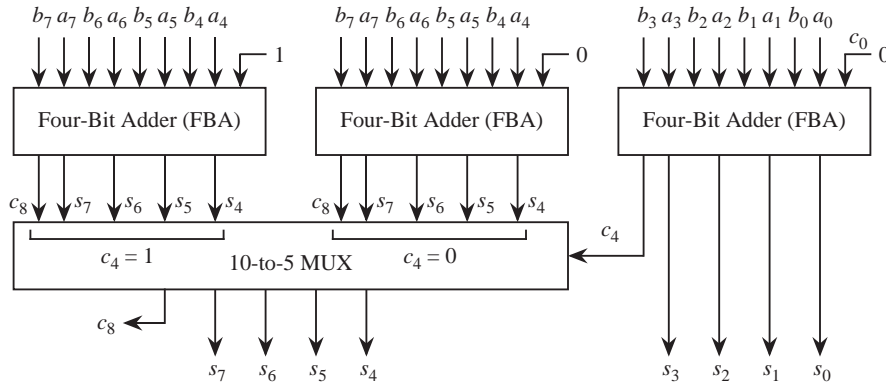 b7 a7 b6 a6 b5 a5 b4 a4 b7 a7 b6 a6 b5 a5 b4 a4 b3 a3 b2 a2 b1 a1 b0 a0
c0
1 0 0
Four-Bit Adder (FBA) Four-Bit Adder (FBA) Four-Bit Adder (FBA)
c8 s7 s6 s5 s4 c8 s7 s6 s5 s4
c4
c4 = 1 10-to-5 MUX c4 = 0
c8
s7 s6 s5 s4 s3 s2 s1 s0